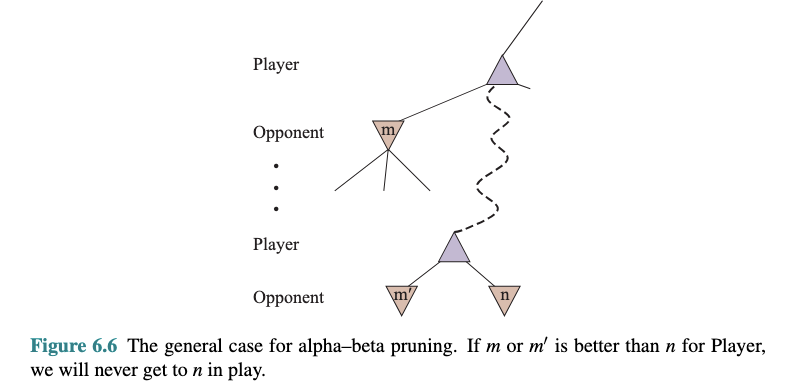 Player
Opponent
m
Player
Opponent
m′
n
Figure 6.6 The general case for alpha–beta pruning. If m or m′ is better than n for Player,
we will never get to n in play.